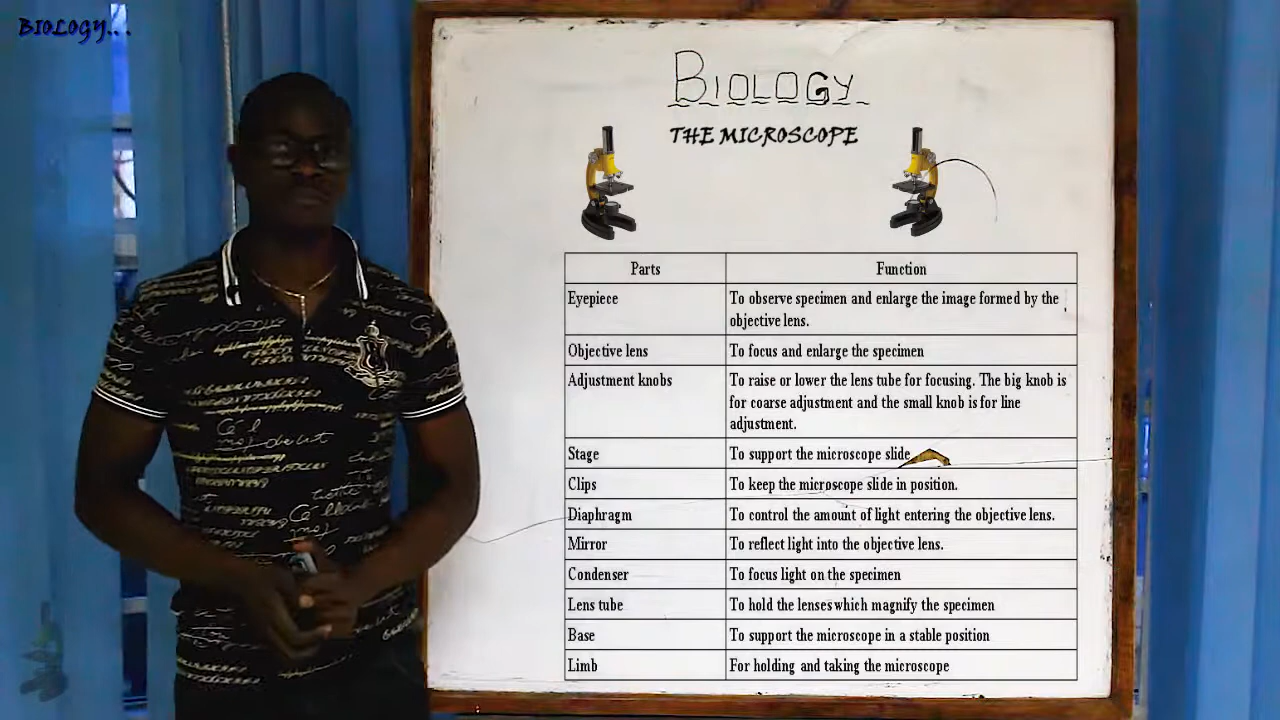 BIOLOGY...
BIOLOGY
THE MICROSCOPE
Parts Function
Eyepiece To observe specimen and enlarge the image formed by the
objective lens.
Objective lens To focus and enlarge the specimen
Adjustment knobs To raise or lower the lens tube for focusing. The big knob is
for coarse adjustment and the small knob is for line
adjustment.
Stage To support the microscope slide
Clips To keep the microscope slide in position.
Diaphragm To control the amount of light entering the objective lens.
Mirror To reflect light into the objective lens.
Condenser To focus light on the specimen
Lens tube To hold the lenses which magnify the specimen
Base To support the microscope in a stable position
Limb For holding and taking the microscope